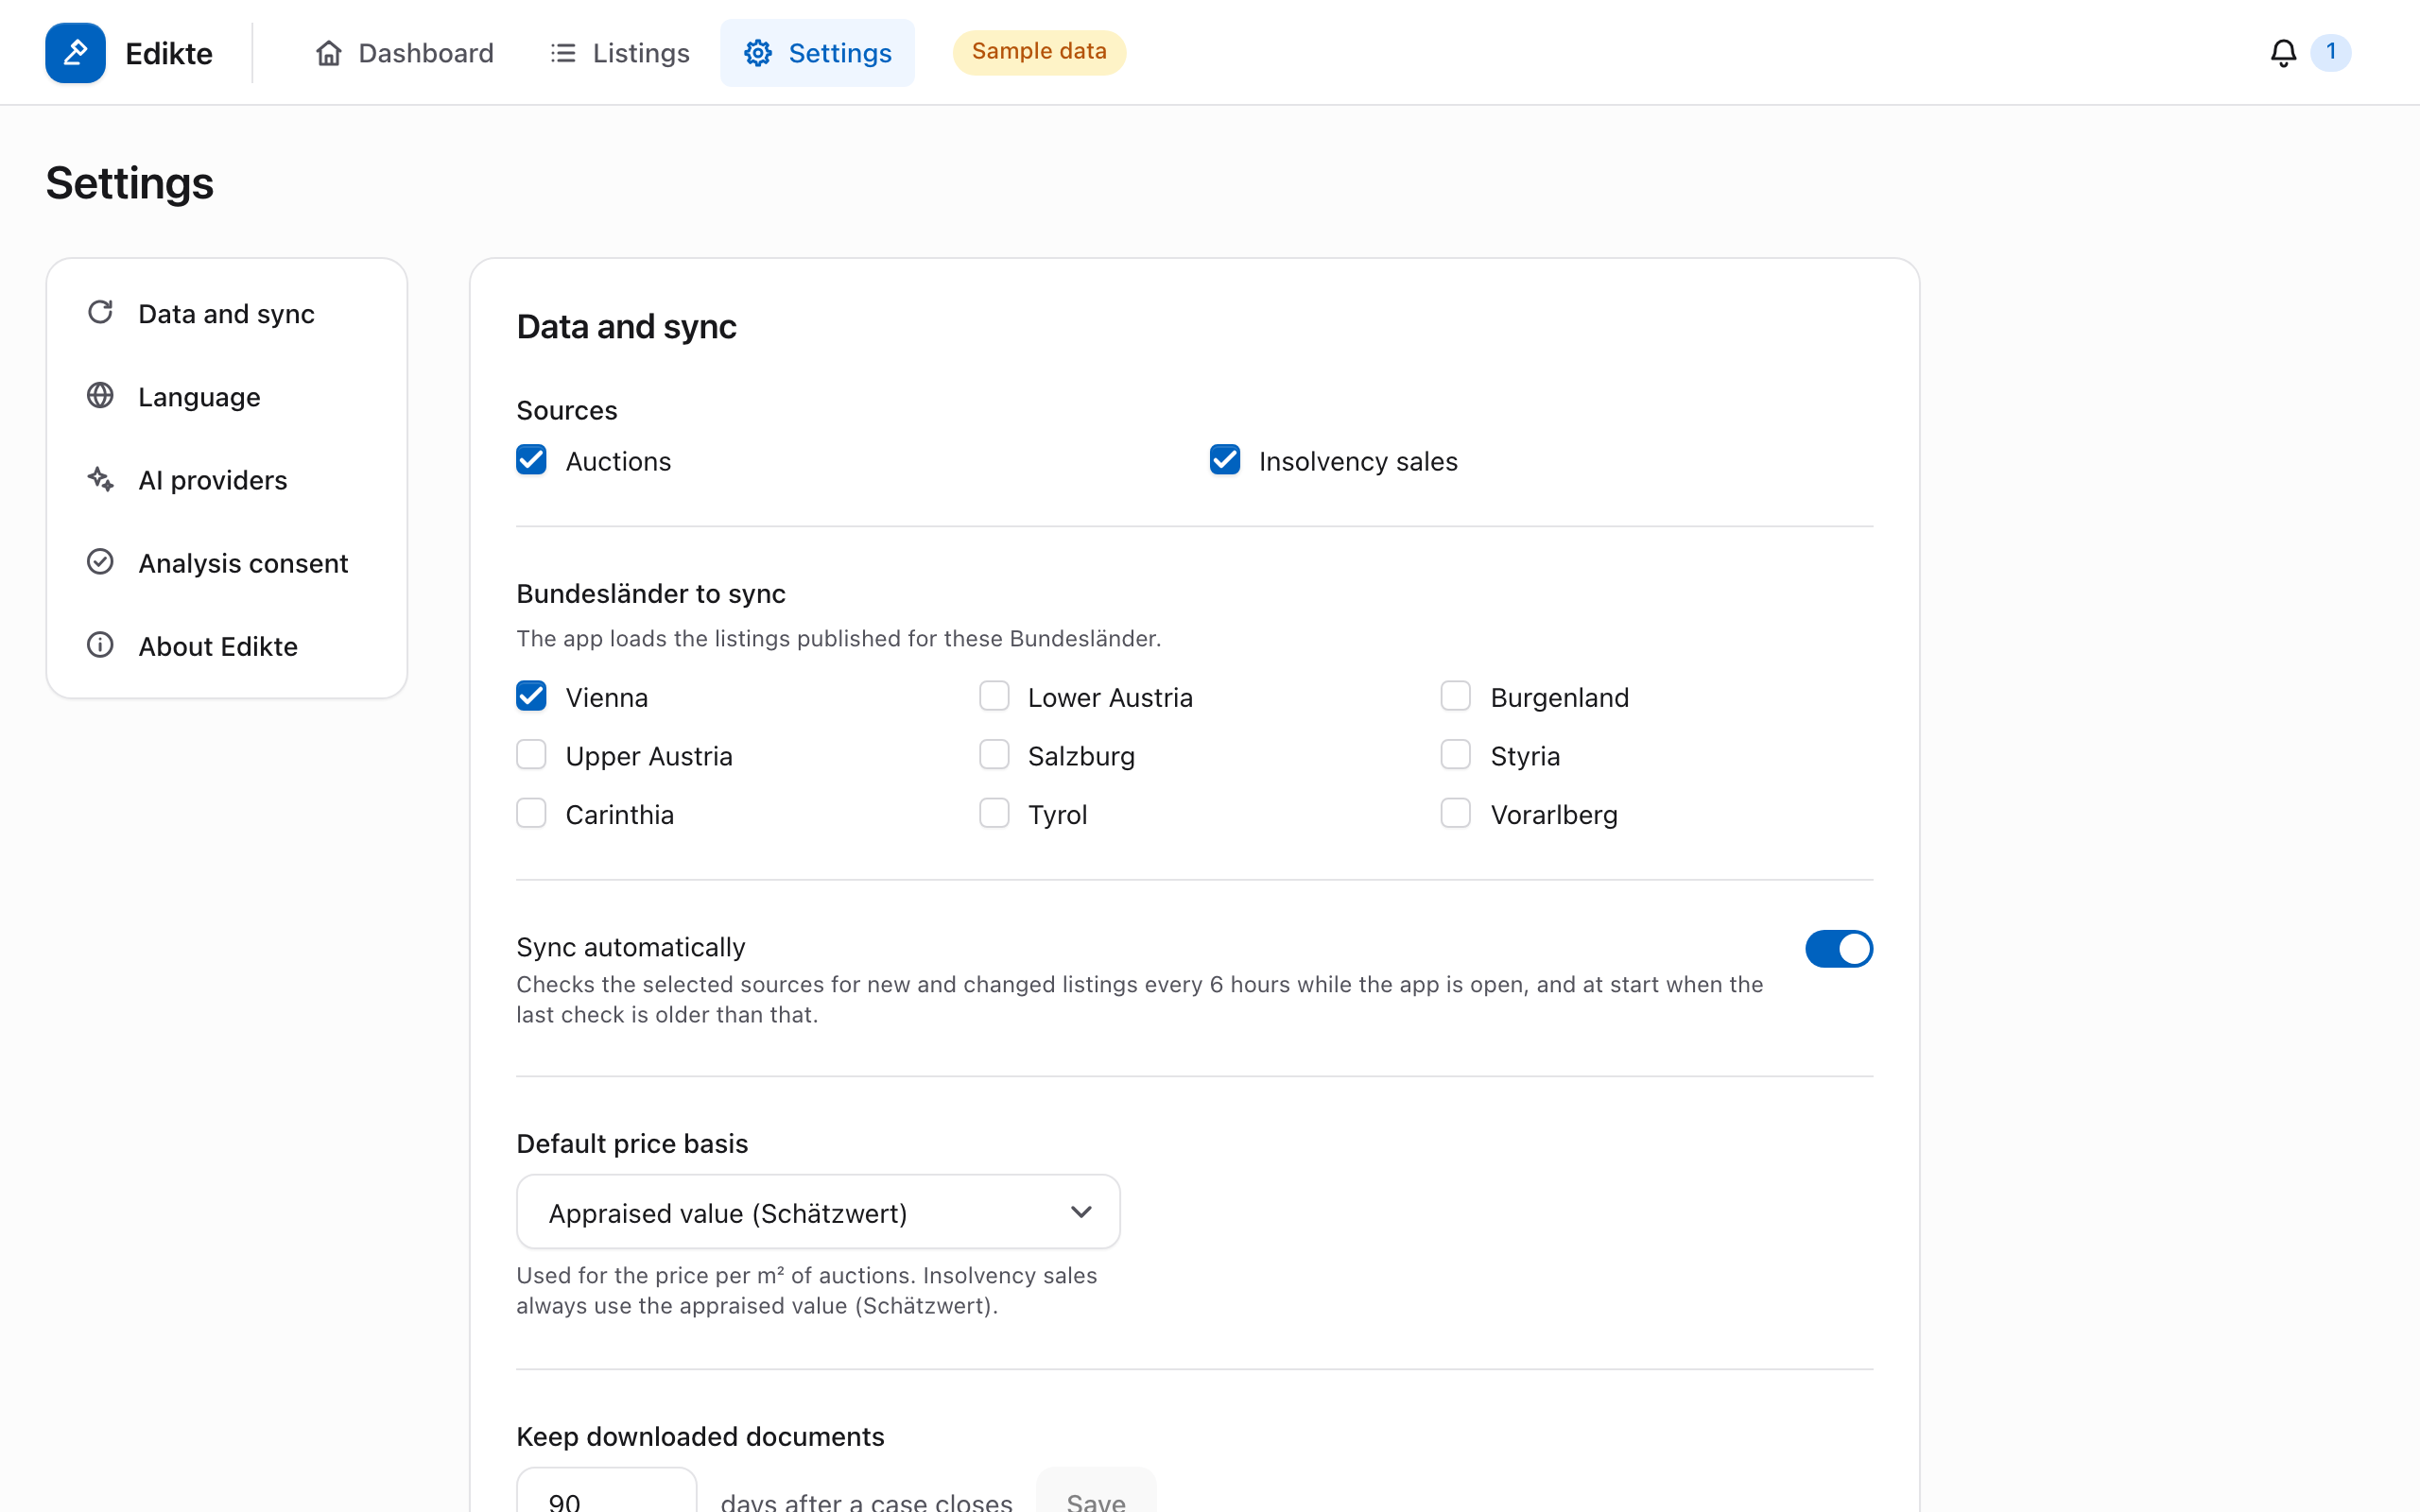 Edikte
Dashboard
Listings
Settings
Sample data
1
Settings
Data and sync
Language
AI providers
Analysis consent
About Edikte
Data and sync
Sources
Auctions
Insolvency sales
Bundesländer to sync
The app loads the listings published for these Bundesländer.
Vienna
Lower Austria
Burgenland
Upper Austria
Salzburg
Styria
Carinthia
Tyrol
Vorarlberg
Sync automatically
Checks the selected sources for new and changed listings every 6 hours while the app is open, and at start when the
last check is older than that.
Default price basis
Appraised value (Schätzwert)
Used for the price per m² of auctions. Insolvency sales
always use the appraised value (Schätzwert).
Keep downloaded documents
90
days after a case closes
Save